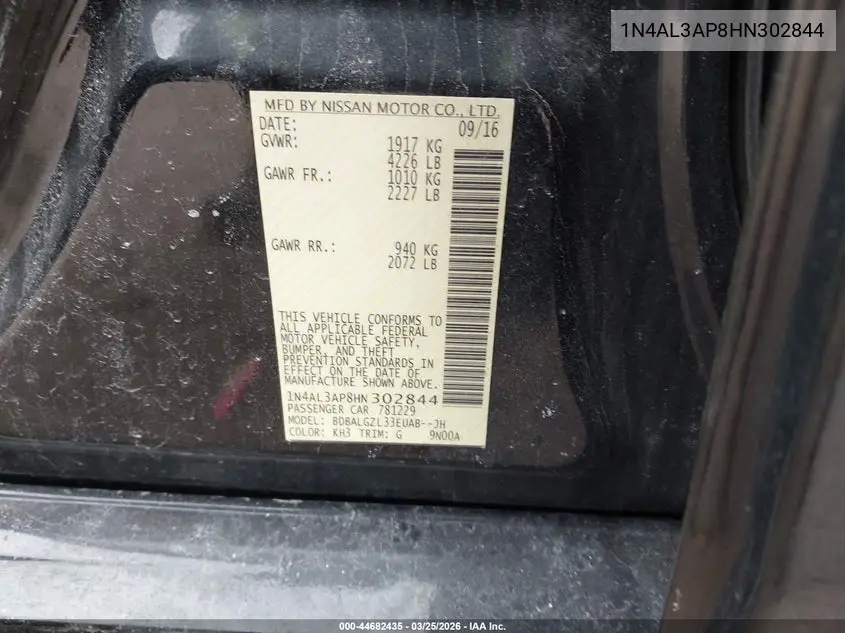 1N4AL3AP8HN302844
MFD BY NISSAN MOTOR CO., LTD.
DATE: 09/16
GVWR: 1917 KG
4226 LB
GAWR FR.: 1010 KG
2227 LB
GAWR RR.: 940 KG
2072 LB
THIS VEHICLE CONFORMS TO
ALL APPLICABLE FEDERAL
MOTOR VEHICLE SAFETY,
BUMPER, AND THEFT
PREVENTION STANDARDS IN
EFFECT ON THE DATE OF
MANUFACTURE SHOWN ABOVE.
1N4AL3AP8HN302844
PASSENGER CAR 781229
MODEL: BDBALGZL33EUAB--JH
COLOR: KH3 TRIM: G 9N00A
000-44682435 - 03/25/2026 - IAA Inc.